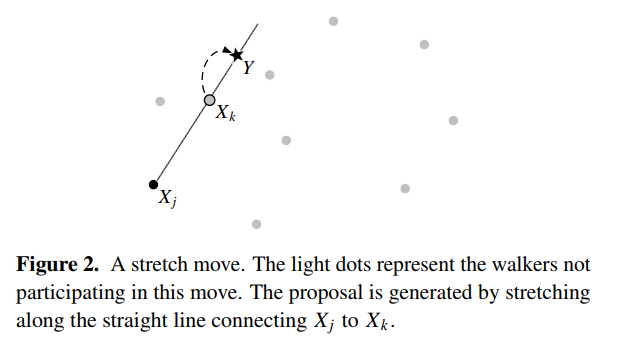 Y
X_k
X_j
Figure 2. A stretch move. The light dots represent the walkers not
participating in this move. The proposal is generated by stretching
along the straight line connecting X_j to X_k.